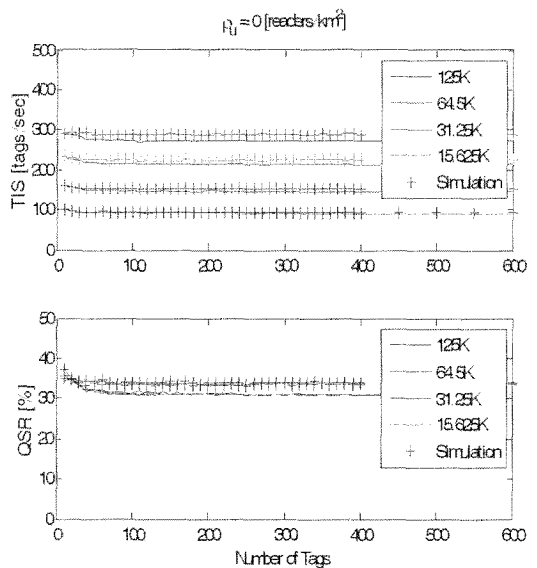 ρu = 0 [readers/km²]
500
400
300
200
100
0
TIS [tags/sec]
125K
64.5K
31.25K
15.625K
Simulation
0 100 200 300 400 500 600
50
40
30
20
10
0
QSR [%]
125K
64.5K
31.25K
15.625K
Simulation
0 100 200 300 400 500 600
Number of Tags